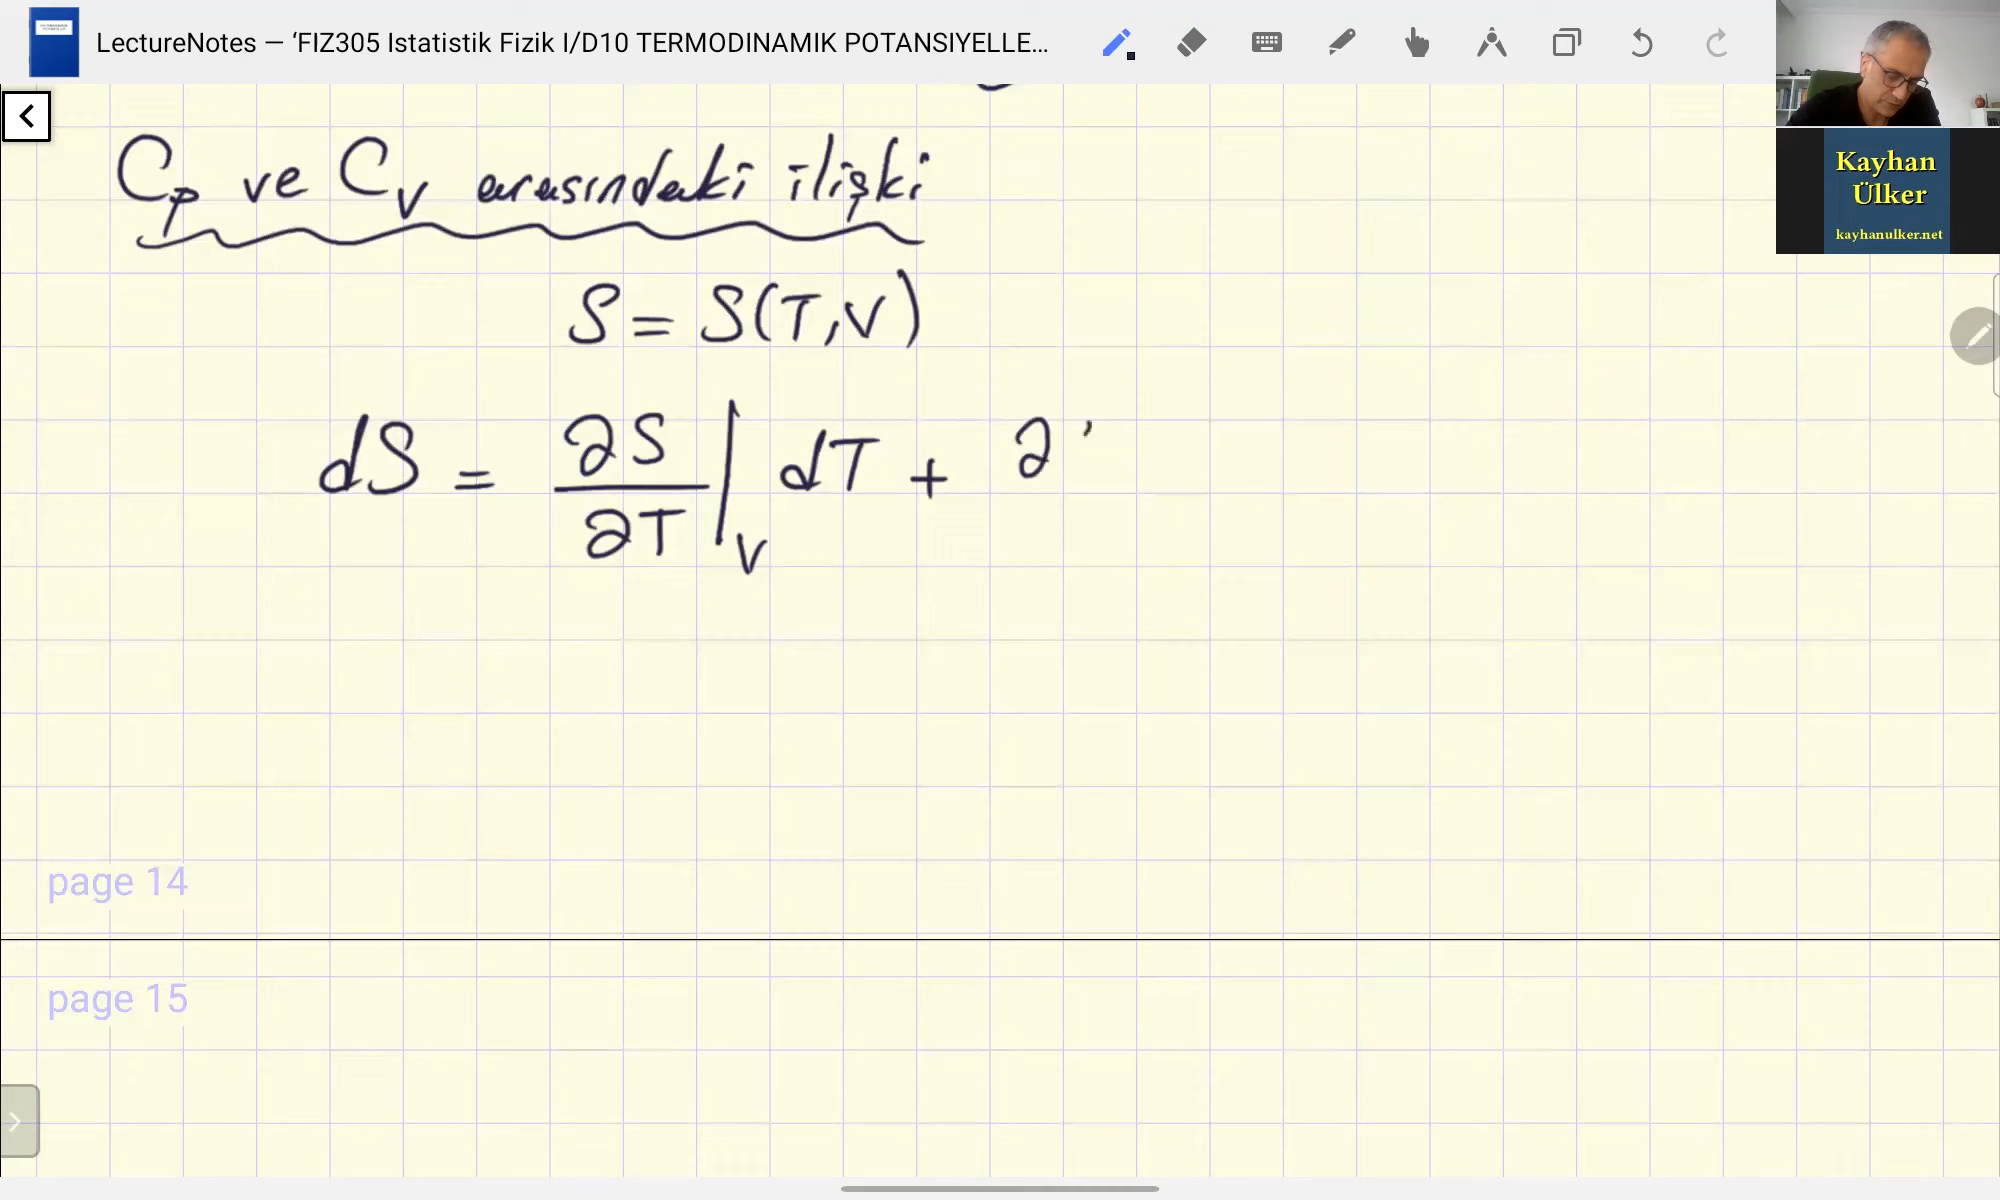 LectureNotes — ‘FIZ305 Istatistik Fizik I/D10 TERMODINAMIK POTANSIYELLE...
Kayhan
Ülker
kayhanulker.net
Cp ve Cv arasındaki ilişki
S = S(T,V)
dS = ∂S/∂T |V dT + ∂
page 14
page 15